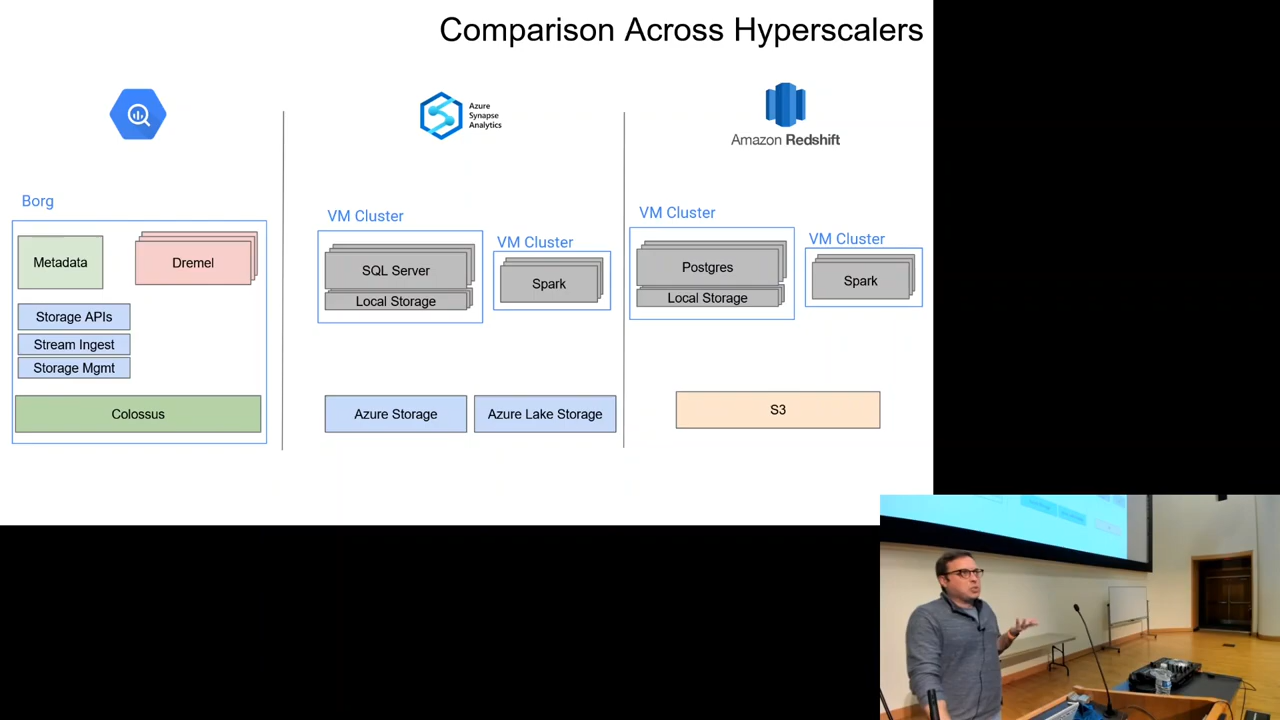 Comparison Across Hyperscalers
Borg
Metadata
Dremel
Storage APIs
Stream Ingest
Storage Mgmt
Colossus
Azure
Synapse
Analytics
VM Cluster
SQL Server
Local Storage
VM Cluster
Spark
Azure Storage
Azure Lake Storage
Amazon Redshift
VM Cluster
Postgres
Local Storage
VM Cluster
Spark
S3